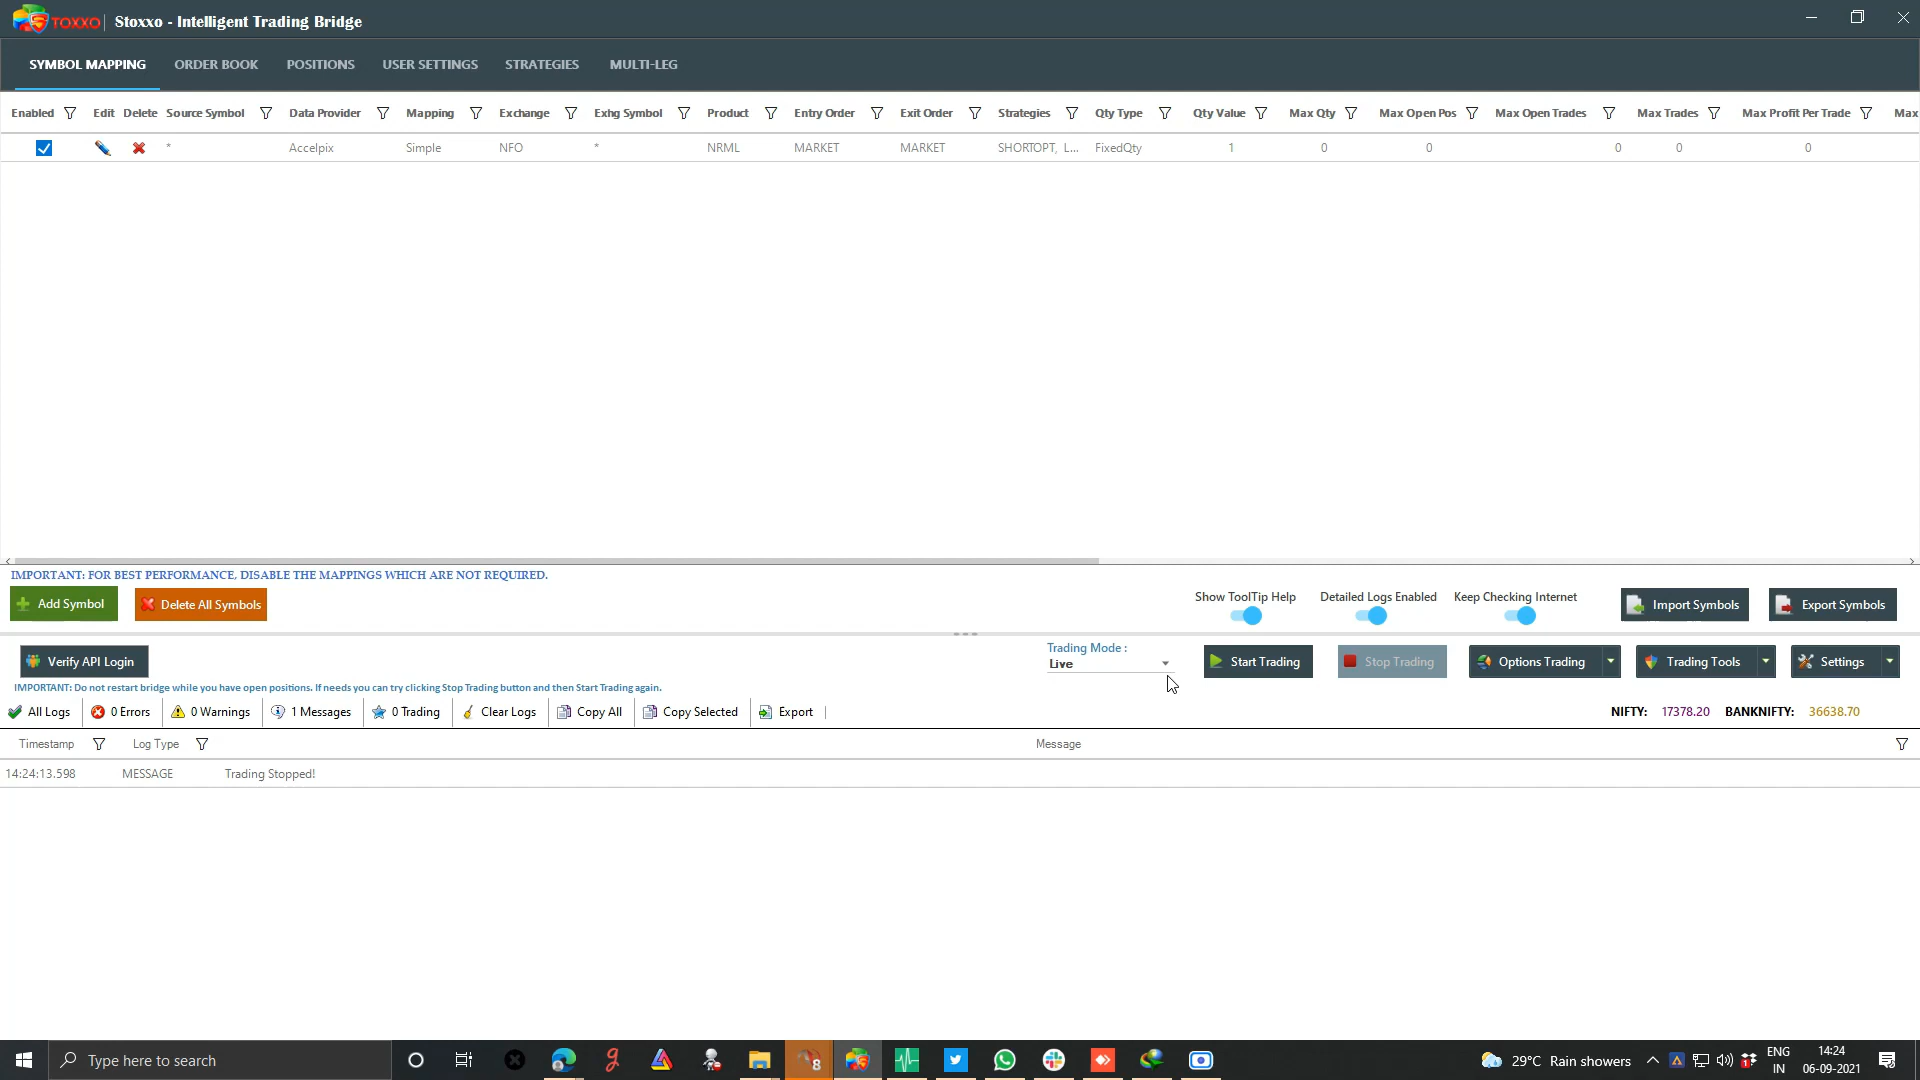 TOXXO Stoxxo - Intelligent Trading Bridge
SYMBOL MAPPING ORDER BOOK POSITIONS USER SETTINGS STRATEGIES MULTI-LEG
Enabled Edit Delete Source Symbol Data Provider Mapping Exchange Exhg Symbol Product Entry Order Exit Order Strategies Qty Type Qty Value Max Qty Max Open Pos Max Open Trades Max Trades Max Profit Per Trade Max
* Accelpix Simple NFO * NRML MARKET MARKET SHORTOPT, L... FixedQty 1 0 0 0 0 0
IMPORTANT: FOR BEST PERFORMANCE, DISABLE THE MAPPINGS WHICH ARE NOT REQUIRED.
Add Symbol Delete All Symbols Show ToolTip Help Detailed Logs Enabled Keep Checking Internet Import Symbols Export Symbols
Trading Mode :
Verify API Login Live Start Trading Stop Trading Options Trading Trading Tools Settings
IMPORTANT: Do not restart bridge while you have open positions. If needs you can try clicking Stop Trading button and then Start Trading again.
All Logs 0 Errors 0 Warnings 1 Messages 0 Trading Clear Logs Copy All Copy Selected Export NIFTY: 17378.20 BANKNIFTY: 36638.70
Timestamp Log Type Message
14:24:13.598 MESSAGE Trading Stopped!
Type here to search 8 29°C Rain showers 1 ENG 14:24
IN 06-09-2021